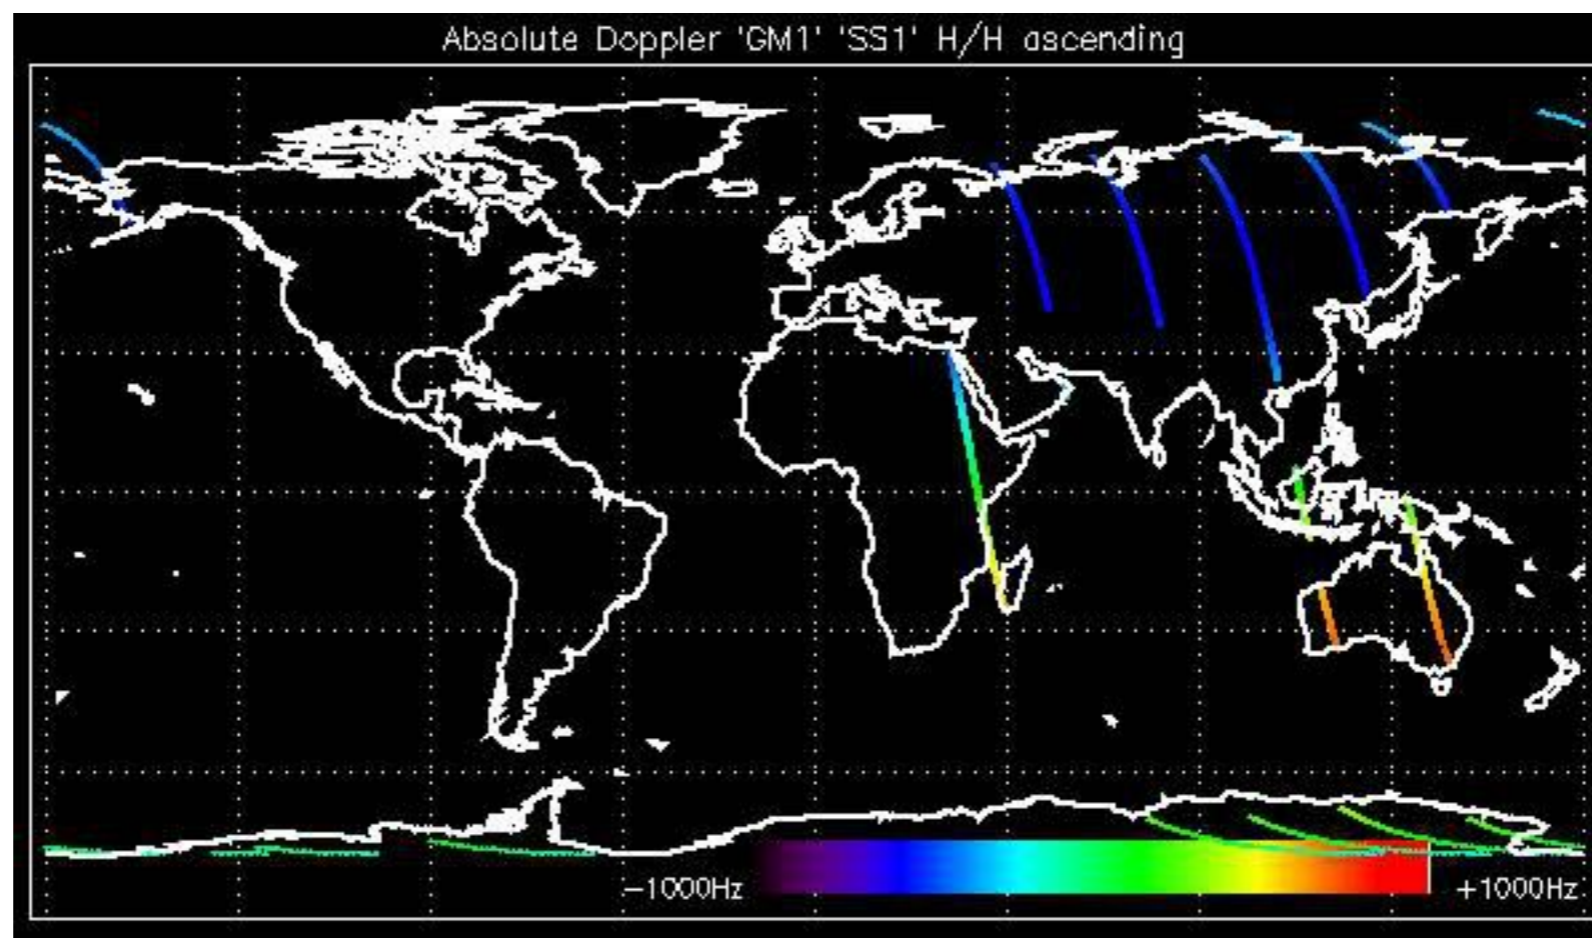 Absolute Doppler 'GM1' 'SS1' H/H ascending
−1000Hz
+1000Hz